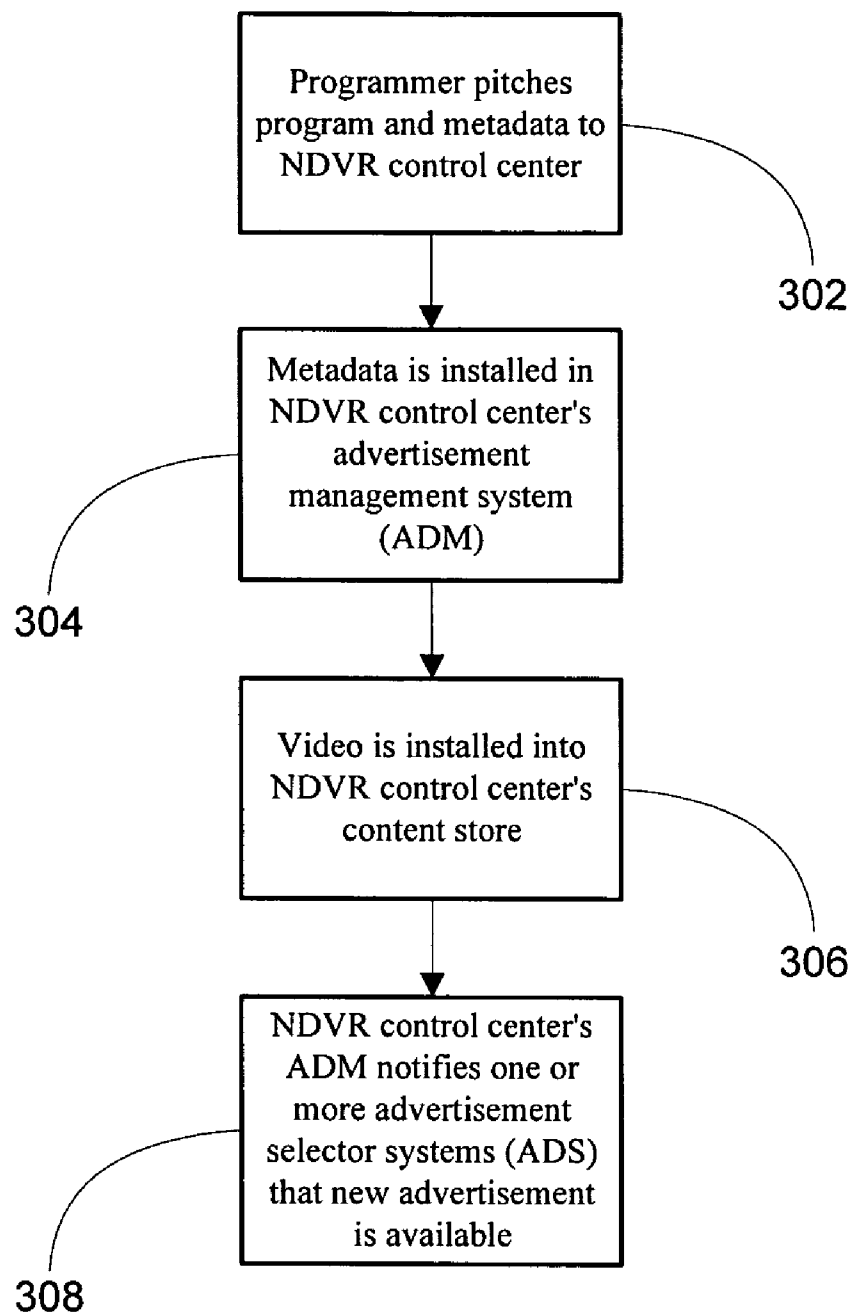 Programmer pitches
program and metadata to
NDVR control center
302
Metadata is installed in
NDVR control center's
advertisement
management system
(ADM)
304
Video is installed into
NDVR control center's
content store
306
NDVR control center's
ADM notifies one or
more advertisement
selector systems (ADS)
that new advertisement
is available
308